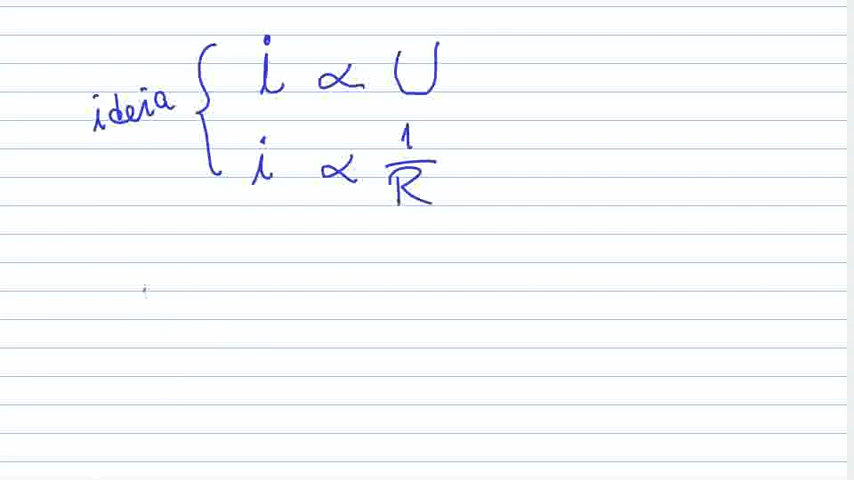 ideia { i ∝ U
i ∝ 1/R